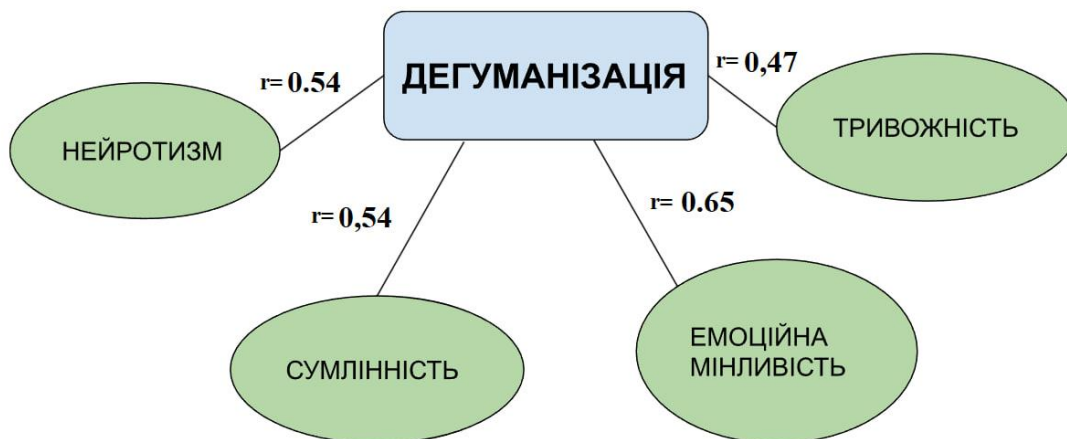 ДЕГУМАНІЗАЦІЯ
r= 0.54
r= 0,47
НЕЙРОТИЗМ
ТРИВОЖНІСТЬ
r= 0,54
r= 0.65
СУМЛІННІСТЬ
ЕМОЦІЙНА
МІНЛИВІСТЬ